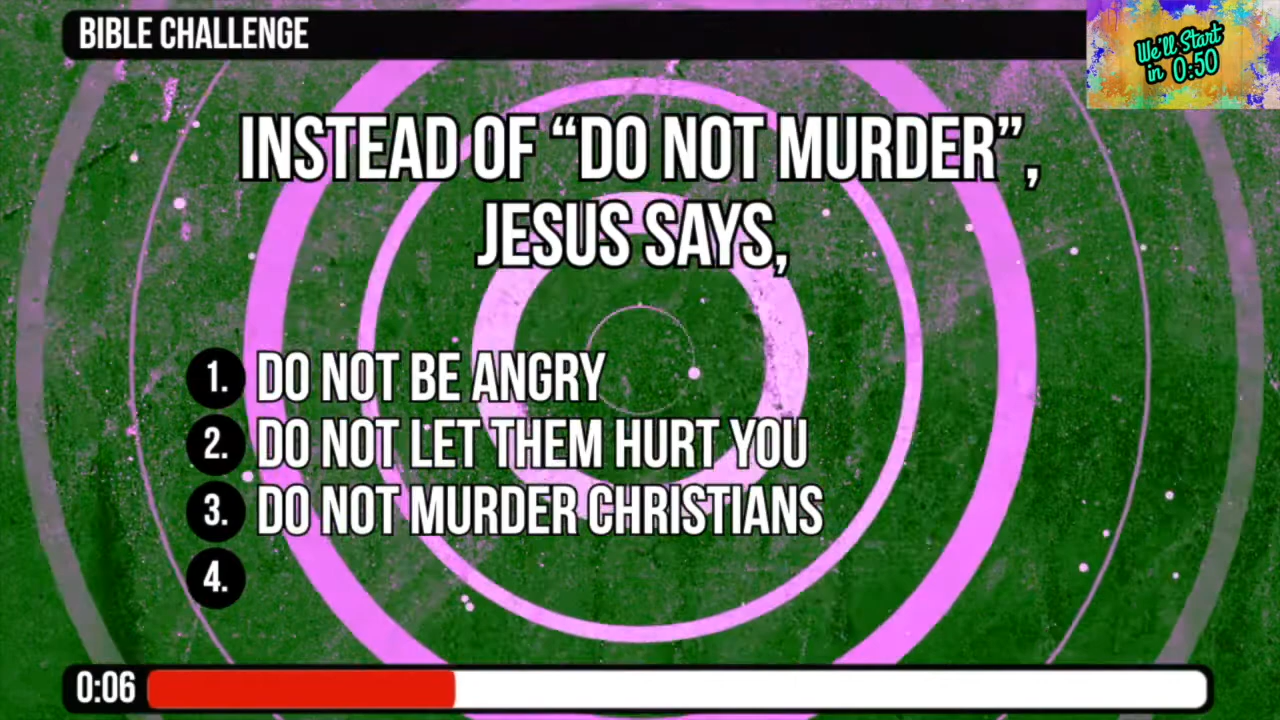 BIBLE CHALLENGE
We'll Start
in 0:50
INSTEAD OF “DO NOT MURDER”,
JESUS SAYS,
1. DO NOT BE ANGRY
2. DO NOT LET THEM HURT YOU
3. DO NOT MURDER CHRISTIANS
4.
0:06